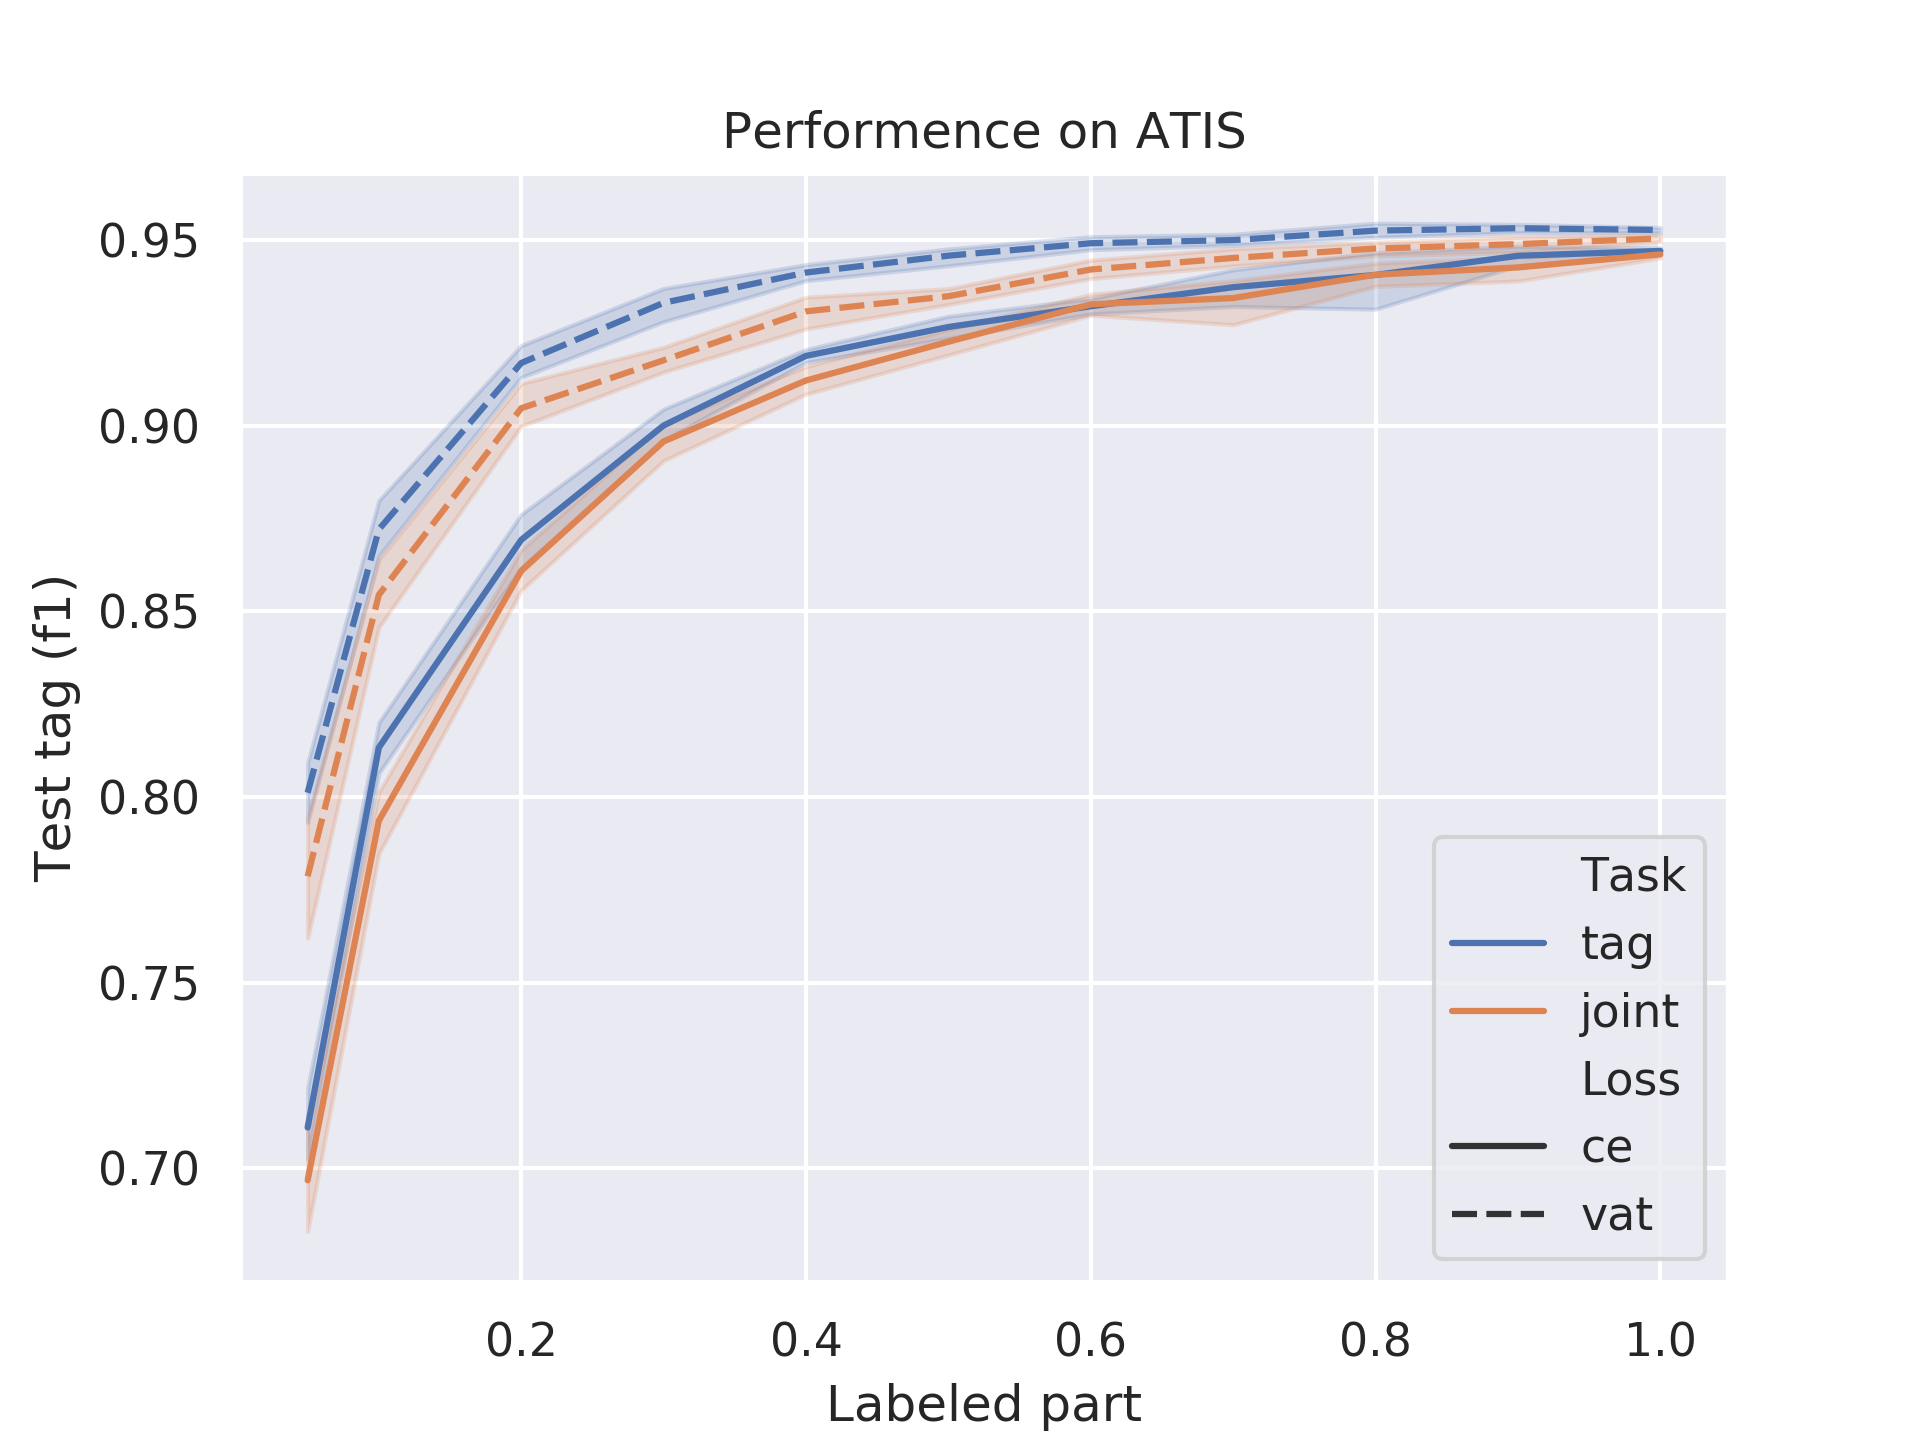 Performence on ATIS
Test tag (f1)
0.95
0.90
0.85
0.80
0.75
0.70
Task
tag
joint
Loss
ce
vat
0.2 0.4 0.6 0.8 1.0
Labeled part